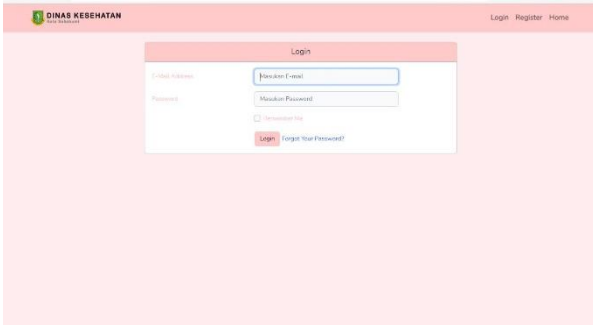 DINAS KESEHATAN
Login Register Home
Login
E-Mail Address
Masukan E-mail
Password
Masukan Password
Remember Me
Login Forgot Your Password?